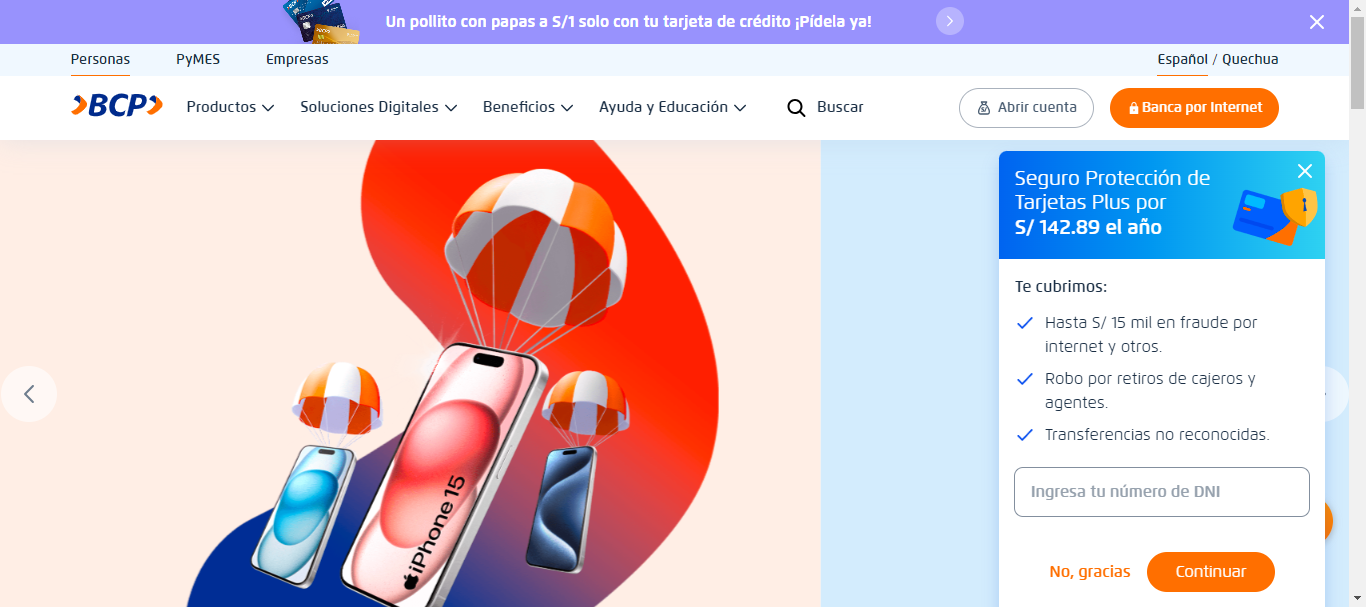 Un pollito con papas a S/1 solo con tu tarjeta de crédito ¡Pídela ya!
Personas PyMES Empresas Español / Quechua
BCP Productos Soluciones Digitales Beneficios Ayuda y Educación Buscar Abrir cuenta Banca por Internet
Seguro Protección de
Tarjetas Plus por
S/ 142.89 el año
Te cubrimos:
Hasta S/ 15 mil en fraude por
internet y otros.
Robo por retiros de cajeros y
agentes.
Transferencias no reconocidas.
Ingresa tu número de DNI
No, gracias Continuar
iPhone 15